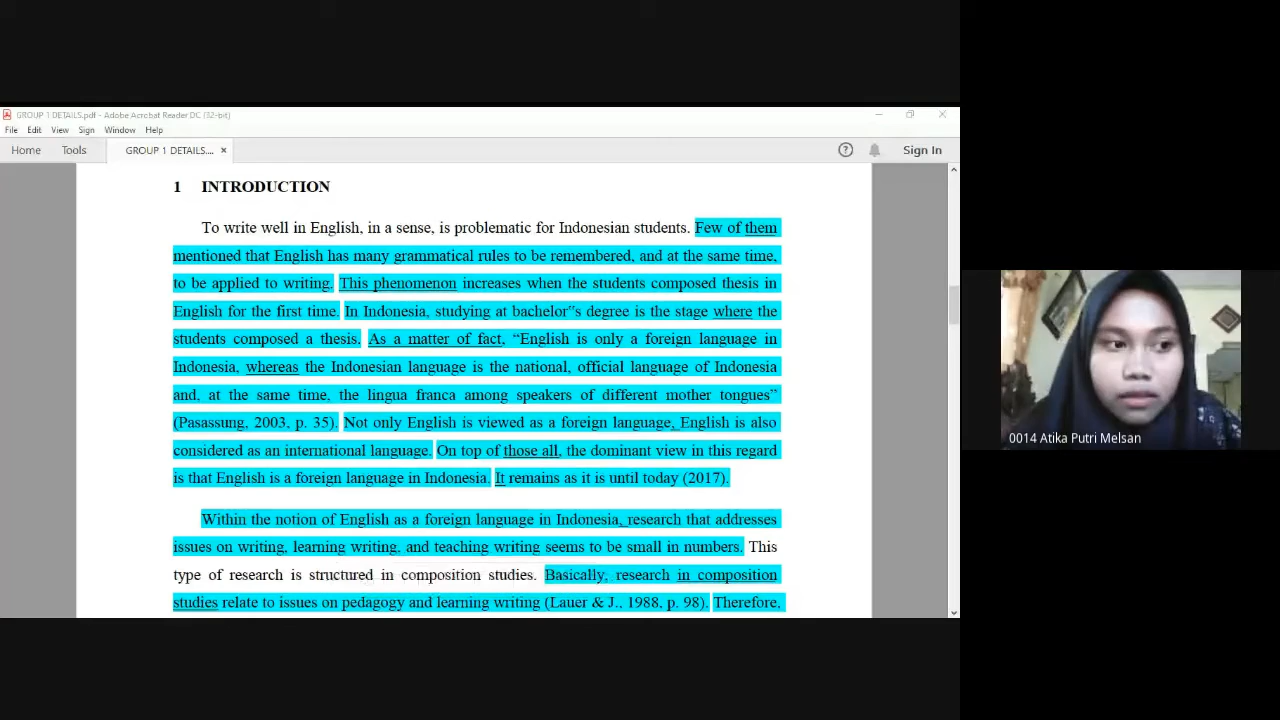 GROUP 1 DETAILS.pdf - Adobe Acrobat Reader DC (32-bit)
File Edit View Sign Window Help
Home Tools GROUP 1 DETAILS.... × Sign In
1 INTRODUCTION
To write well in English, in a sense, is problematic for Indonesian students. Few of them
mentioned that English has many grammatical rules to be remembered, and at the same time,
to be applied to writing. This phenomenon increases when the students composed thesis in
English for the first time. In Indonesia, studying at bachelor‟s degree is the stage where the
students composed a thesis. As a matter of fact, “English is only a foreign language in
Indonesia, whereas the Indonesian language is the national, official language of Indonesia
and, at the same time, the lingua franca among speakers of different mother tongues”
(Pasassung, 2003, p. 35). Not only English is viewed as a foreign language, English is also
considered as an international language. On top of those all, the dominant view in this regard
is that English is a foreign language in Indonesia. It remains as it is until today (2017).
Within the notion of English as a foreign language in Indonesia, research that addresses
issues on writing, learning writing, and teaching writing seems to be small in numbers. This
type of research is structured in composition studies. Basically, research in composition
studies relate to issues on pedagogy and learning writing (Lauer & J., 1988, p. 98). Therefore,
0014 Atika Putri Melsan